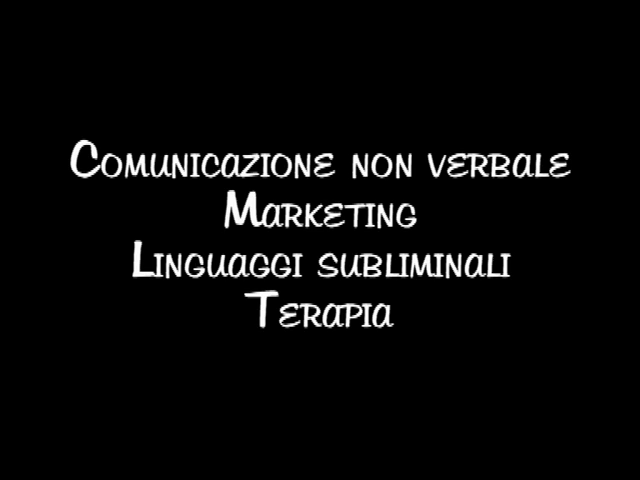 Comunicazione non verbale
Marketing
Linguaggi subliminali
Terapia